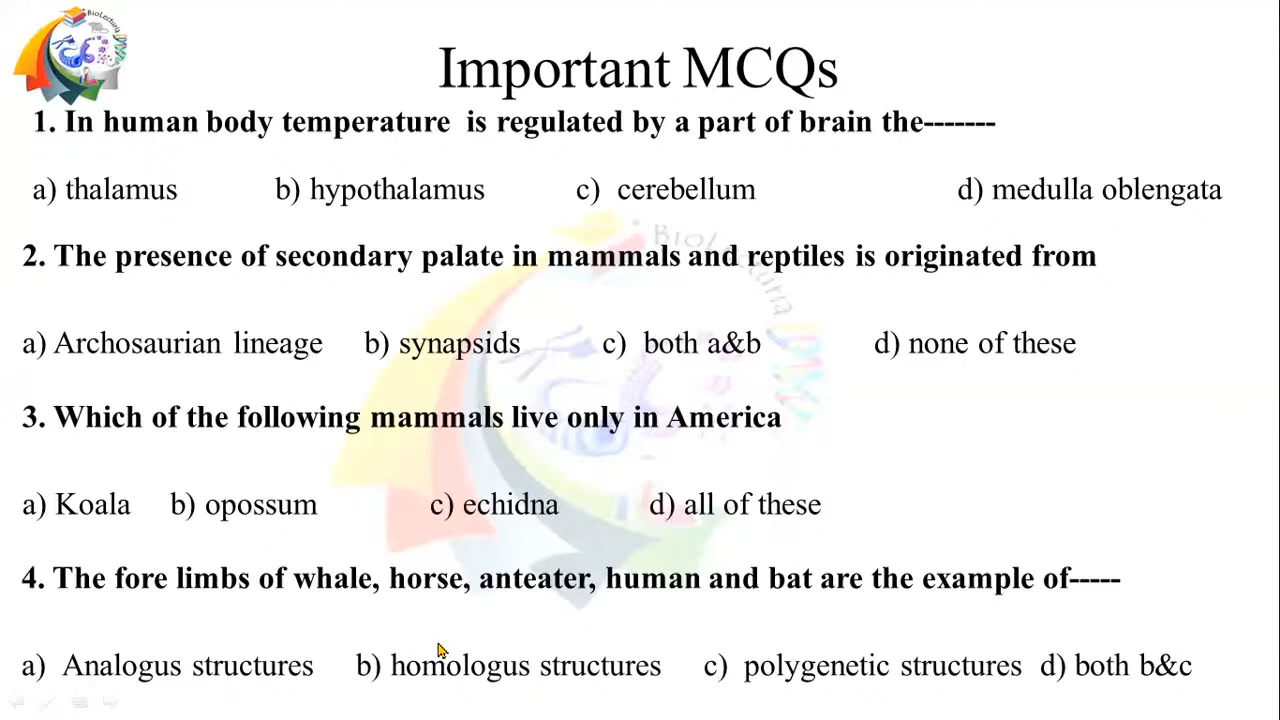 BioLecturia
Important MCQs
1. In human body temperature is regulated by a part of brain the-------
a) thalamus b) hypothalamus c) cerebellum d) medulla oblengata
2. The presence of secondary palate in mammals and reptiles is originated from
a) Archosaurian lineage b) synapsids c) both a&b d) none of these
3. Which of the following mammals live only in America
a) Koala b) opossum c) echidna d) all of these
4. The fore limbs of whale, horse, anteater, human and bat are the example of-----
a) Analogus structures b) homologus structures c) polygenetic structures d) both b&c